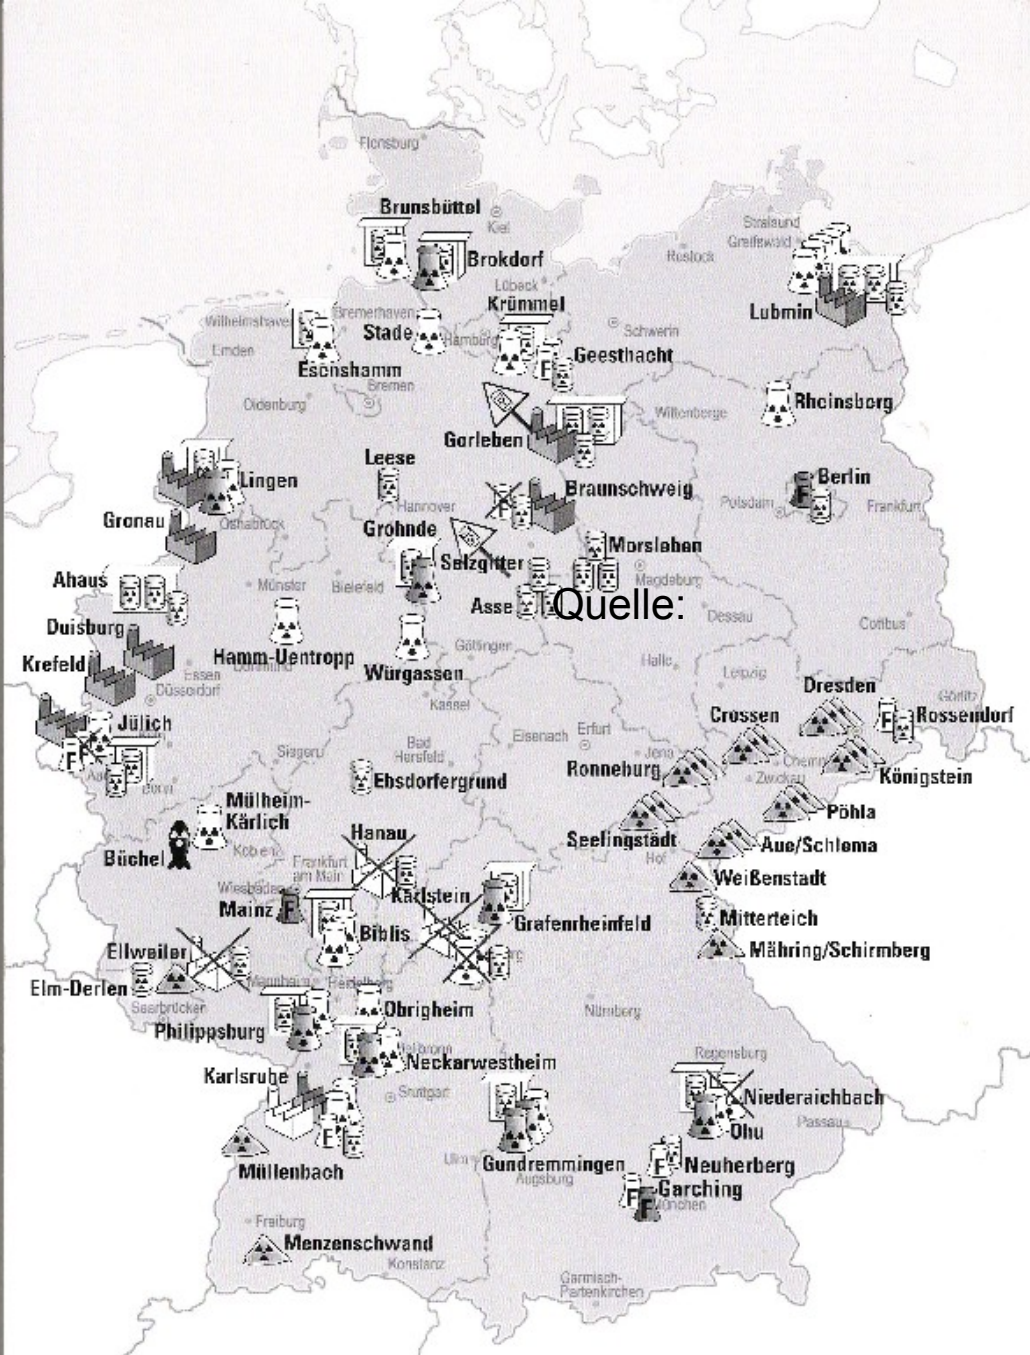 Flensburg
Brunsbüttel
Kiel
Brokdorf
Stralsund
Greifswald
Rostock
Lübeck
Krümmel
Lubmin
Wilhelmshave
Bremerhaven
Stade
Hamburg
Schwerin
Emden
Esenshamm
Geesthacht
Bremen
Oldenburg
Rheinsberg
Wittenberge
Gorleben
Leese
Lingen
Braunschweig
Berlin
Hannover
Potsdam
Frankfurt
Gronau
Osnabrück
Grohnde
Salzgitter
Morsleben
Magdeburg
Ahaus
Münster
Bielefeld
Asse
Quelle:
Dessau
Cottbus
Duisburg
Hamm-Uentropp
Dortmund
Göttingen
Krefeld
Essen
Düsseldorf
Würgassen
Halle
Leipzig
Kassel
Dresden
Görlitz
Jülich
Crossen
Rossendorf
Eisenach
Erfurt
Siegen
Bad
Hersfeld
Jena
Chemn
Ronneburg
Zwickau
Königstein
Ebsdorfergrund
Mülheim-
Kärlich
Pöhla
Seelingstädt
Hof
Aue/Schlema
Büchel
Koblenz
Hanau
Frankfurt
am Main
Wiesbaden
Weißenstadt
Mainz
F
Karlstein
Grafenrheinfeld
Mitterteich
Biblis
Ellweiler
Mähring/Schirmberg
Elm-Derlen
Mannheim
Heidelberg
Saarbrücken
Obrigheim
Nürnberg
Philippsburg
Heilbronn
Neckarwestheim
Regensburg
Karlsruhe
Stuttgart
Niederaichbach
Passau
Ohu
Müllenbach
Ulm
Gundremmingen
Augsburg
Neuherberg
Garching
München
Freiburg
Menzenschwand
Konstanz
Garmisch-
Partenkirchen